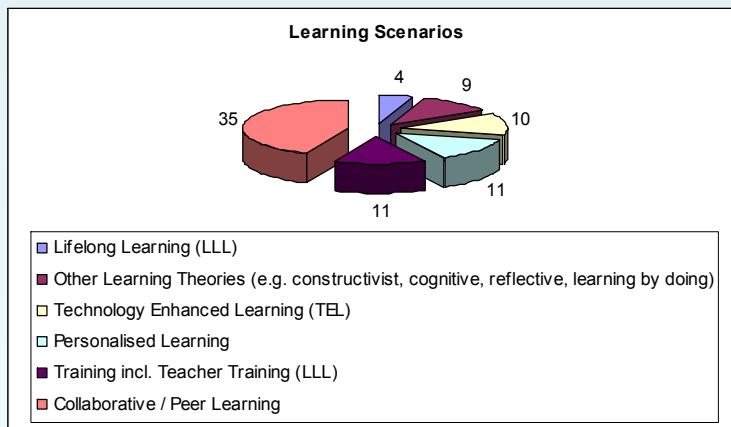 Learning Scenarios
4
9
35
10
11
11
Lifelong Learning (LLL)
Other Learning Theories (e.g. constructivist, cognitive, reflective, learning by doing)
Technology Enhanced Learning (TEL)
Personalised Learning
Training incl. Teacher Training (LLL)
Collaborative / Peer Learning